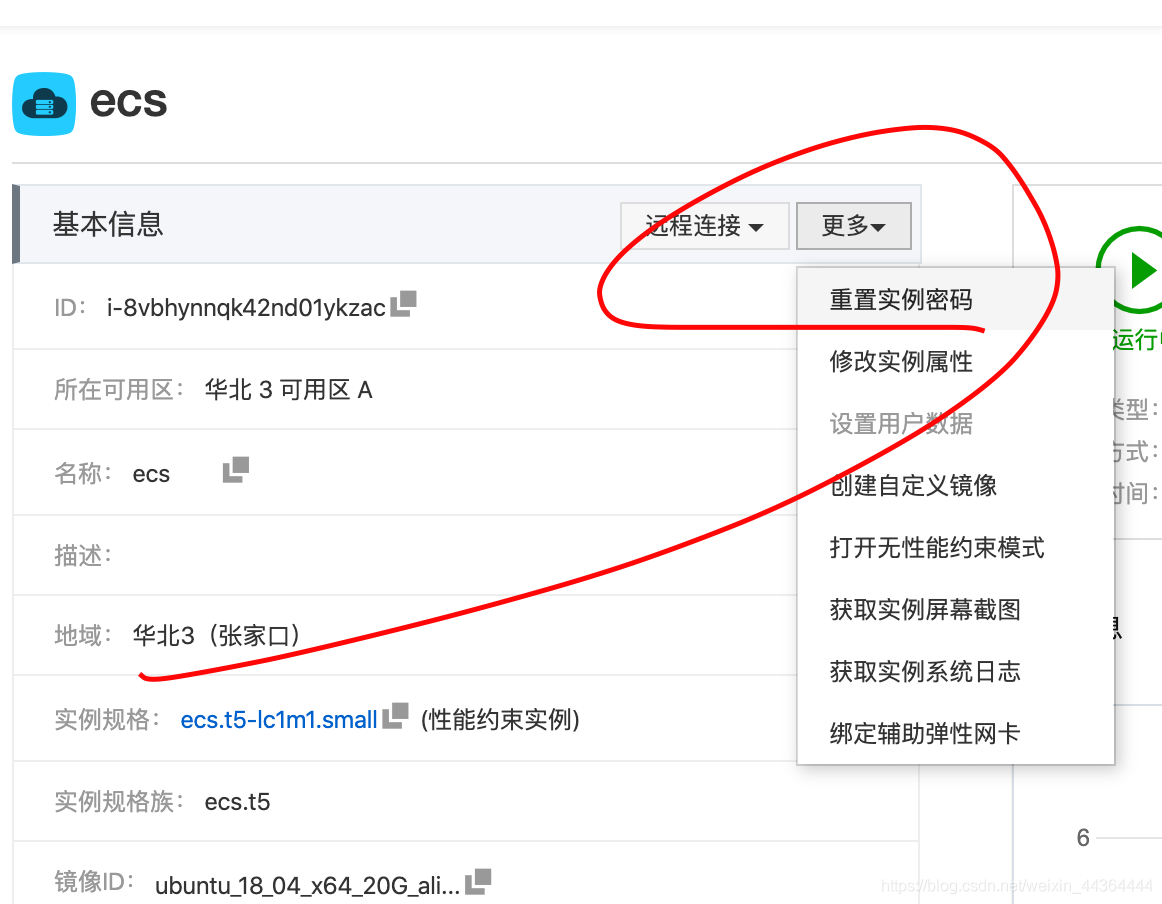 ecs
基本信息
远程连接
更多
ID： i-8vbhynnqk42nd01ykzac
重置实例密码
运行
所在可用区： 华北 3 可用区 A
修改实例属性
类型：
设置用户数据
方式：
名称： ecs
创建自定义镜像
时间：
描述：
打开无性能约束模式
获取实例屏幕截图
地域： 华北3（张家口）
获取实例系统日志
实例规格： ecs.t5-lc1m1.small (性能约束实例)
绑定辅助弹性网卡
实例规格族： ecs.t5
6
镜像ID： ubuntu_18_04_x64_20G_ali...
https://blog.csdn.net/weixin_44364444